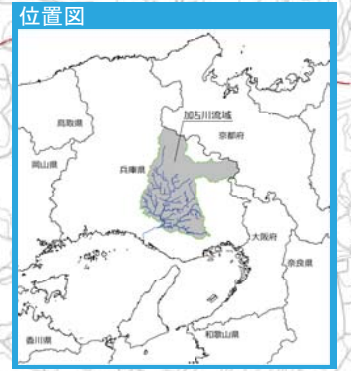 位置図
鳥取県
加古川流域
京都府
岡山県
兵庫県
大阪府
奈良県
香川県
和歌山県